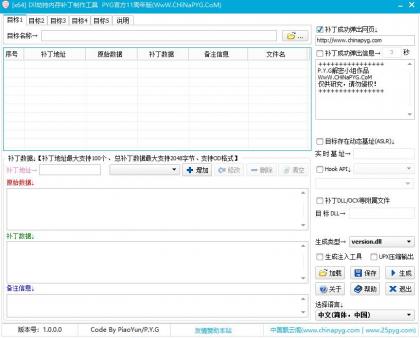 [x64] Dll劫持内存补丁制作工具 PYG官方11周年版(WwW.CHiNaPYG.CoM)
目标1 目标2 目标3 目标4 目标5 说明
目标名称→ ...
序号 补丁地址 原始数据 补丁数据 备注信息 文件名
补丁数据↓【补丁地址最大支持100个、总补丁数据最大支持2048字节、支持OD格式】
补丁地址→ 增加 修改 删除 清空
原始数据↓
补丁数据↓
备注信息↓
补丁成功弹出网页↓
http://www.chinapyg.com
补丁成功弹出信息→ 3 秒
++++++++++++++++
P.Y.G解密小组作品
WwW.CHiNaPYG.CoM
仅供研究，请勿侵权！
++++++++++++++++
目标存在动态基址(ASLR)↓
实时基址→
Hook API↓
补丁DLL/OCX等附属文件
目标DLL→
生成类型→ version.dll
生成注入工具 UPX压缩输出
加载 保存 生成
关于 帮助 退出
选择语言↓
中文(简体，中国)
版本号: 1.0.0.0 Code By PiaoYun/P.Y.G 友情赞助本站 中国飘云阁(www.chinapyg.com | www.25pyg.com)